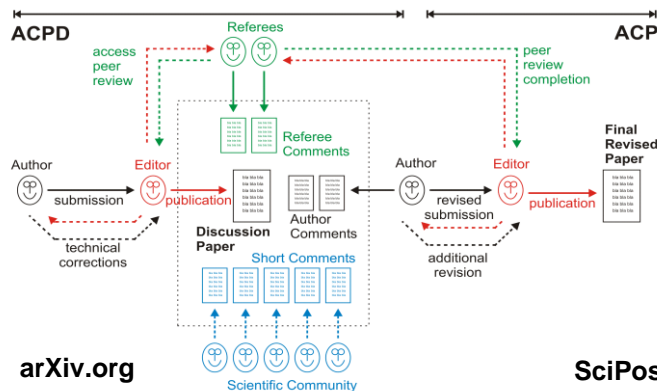 ACPD
ACP
Referees
access
peer
review
peer
review
completion
Referee
Comments
Final
Revised
Paper
Author
Editor
Author
Editor
submission
publication
revised
submission
publication
Discussion
Paper
Author
Comments
technical
corrections
additional
revision
Short Comments
arXiv.org
SciPos
Scientific Community